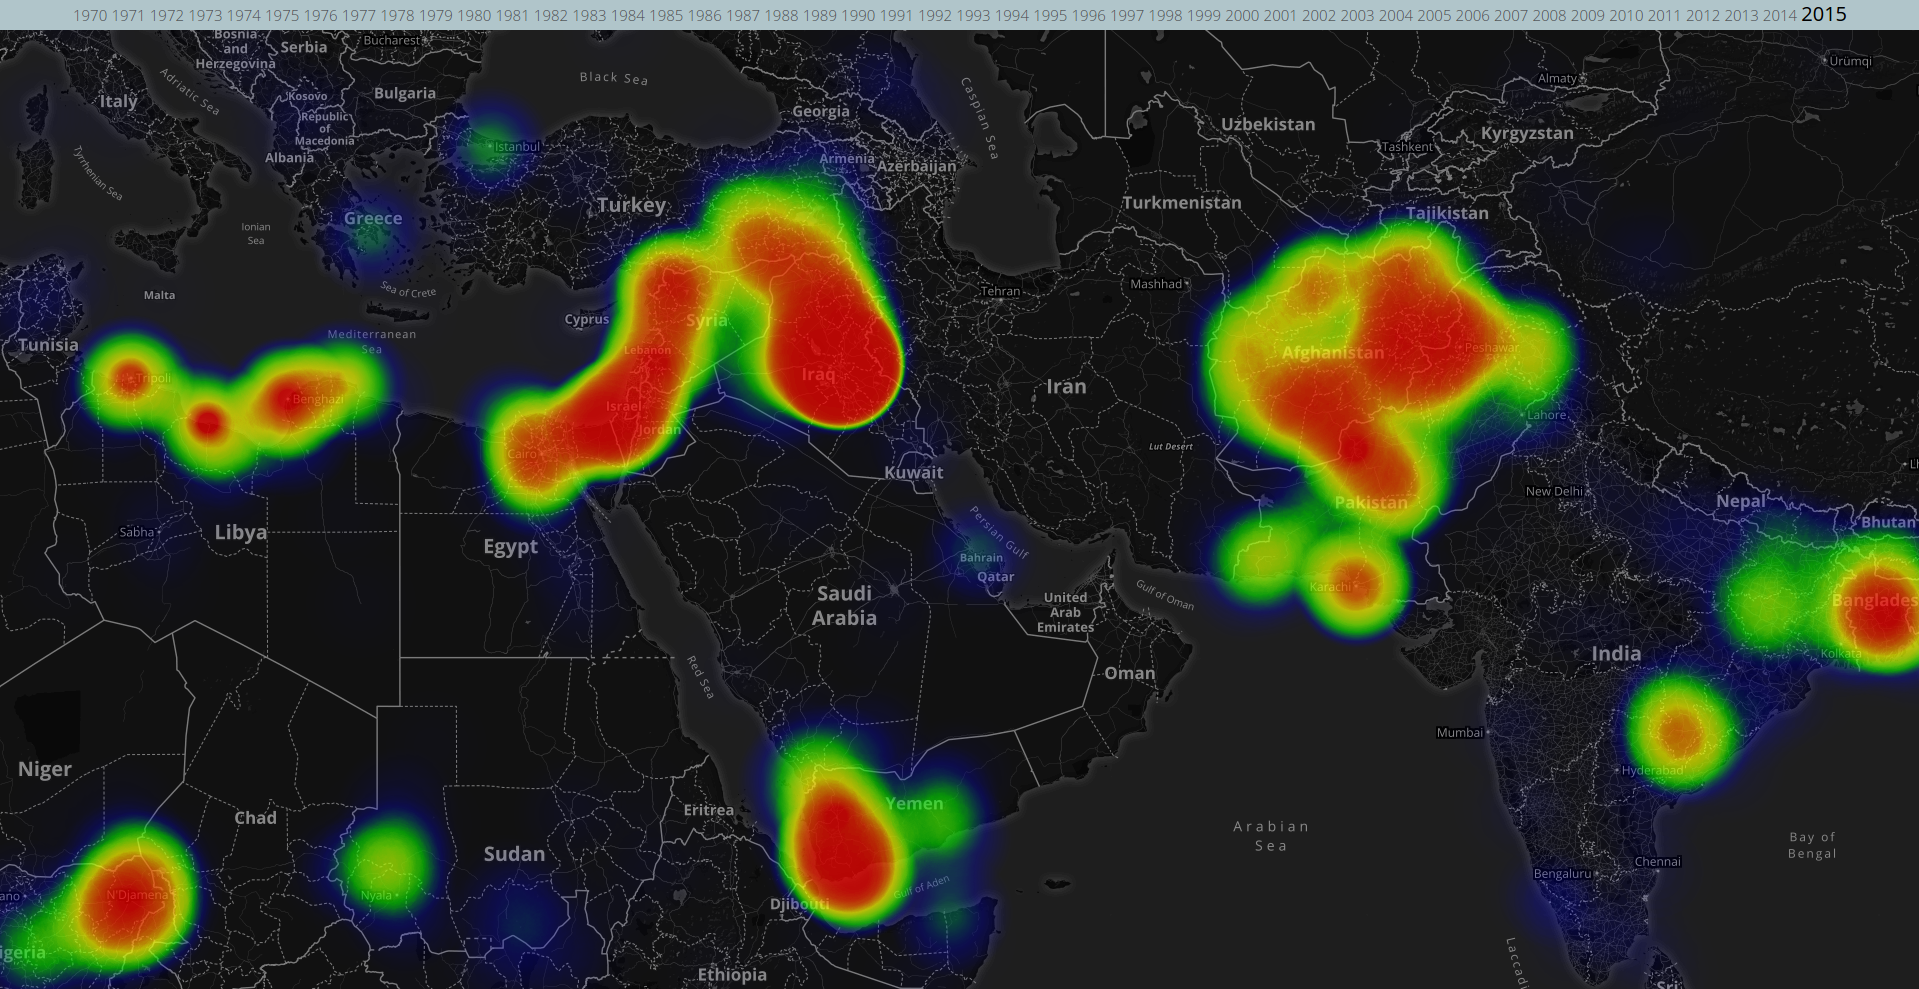 1970 1971 1972 1973 1974 1975 1976 1977 1978 1979 1980 1981 1982 1983 1984 1985 1986 1987 1988 1989 1990 1991 1992 1993 1994 1995 1996 1997 1998 1999 2000 2001 2002 2003 2004 2005 2006 2007 2008 2009 2010 2011 2012 2013 2014 2015
Bosnia
and
Herzegovina
Serbia
Bucharest
Black Sea
Caspian Sea
Almaty
Ürümqi
Italy
Adriatic Sea
Kosovo
Bulgaria
Republic
of
Macedonia
Albania
Istanbul
Georgia
Armenia
Azerbaijan
Uzbekistan
Tashkent
Kyrgyzstan
Tyrrhenian Sea
Ionian
Sea
Greece
Turkey
Turkmenistan
Tajikistan
Malta
Sea of Crete
Tehran
Mashhad
Tunisia
Mediterranean
Sea
Cyprus
Syria
Lebanon
Afghanistan
Peshawar
Tripoli
Benghazi
Israel
Jordan
Iraq
Iran
Lahore
Cairo
Kuwait
Lut Desert
Pakistan
New Delhi
Nepal
Bhutan
Lh
Sabha
Libya
Egypt
Persian Gulf
Bahrain
Qatar
Saudi
Arabia
United
Arab
Emirates
Gulf of Oman
Karachi
Banglades
Kolkata
India
Red Sea
Oman
Mumbai
Hyderabad
Niger
Chad
Sudan
Eritrea
Yemen
Arabian
Sea
Bay of
Bengal
Chennai
Bengaluru
ano
N'Djamena
Nyala
Djibouti
Gulf of Aden
igeria
Ethiopia
Laccadi
Sri